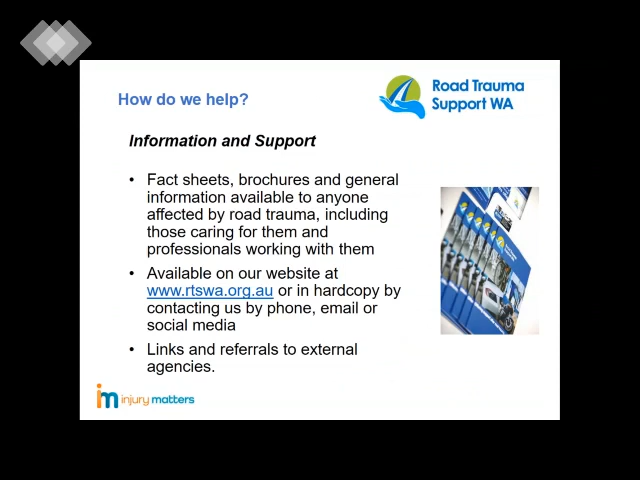 How do we help?
Road Trauma
Support WA
Information and Support
• Fact sheets, brochures and general
information available to anyone
affected by road trauma, including
those caring for them and
professionals working with them
• Available on our website at
www.rtswa.org.au or in hardcopy by
contacting us by phone, email or
social media
• Links and referrals to external
agencies.
im injury matters